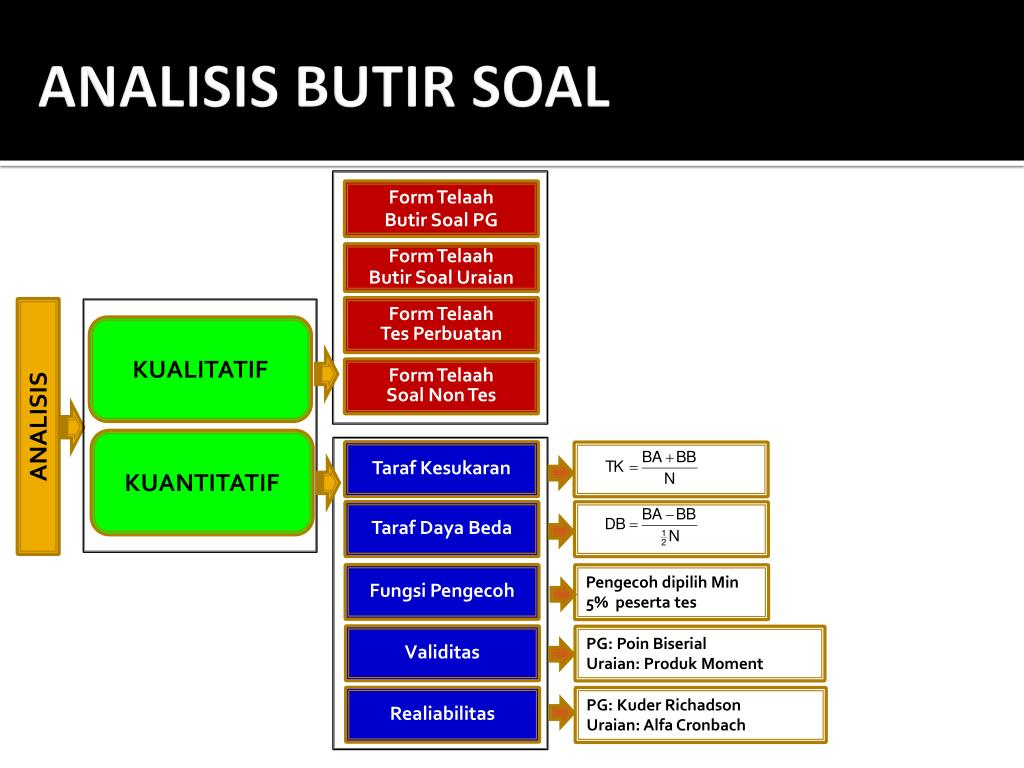 ANALISIS BUTIR SOAL
ANALISIS
KUALITATIF
KUANTITATIF
Form Telaah
Butir Soal PG
Form Telaah
Butir Soal Uraian
Form Telaah
Tes Perbuatan
Form Telaah
Soal Non Tes
Taraf Kesukaran
TK = (BA + BB) / N
Taraf Daya Beda
DB = (BA − BB) / ½N
Fungsi Pengecoh
Pengecoh dipilih Min
5% peserta tes
Validitas
PG: Poin Biserial
Uraian: Produk Moment
Realiabilitas
PG: Kuder Richadson
Uraian: Alfa Cronbach